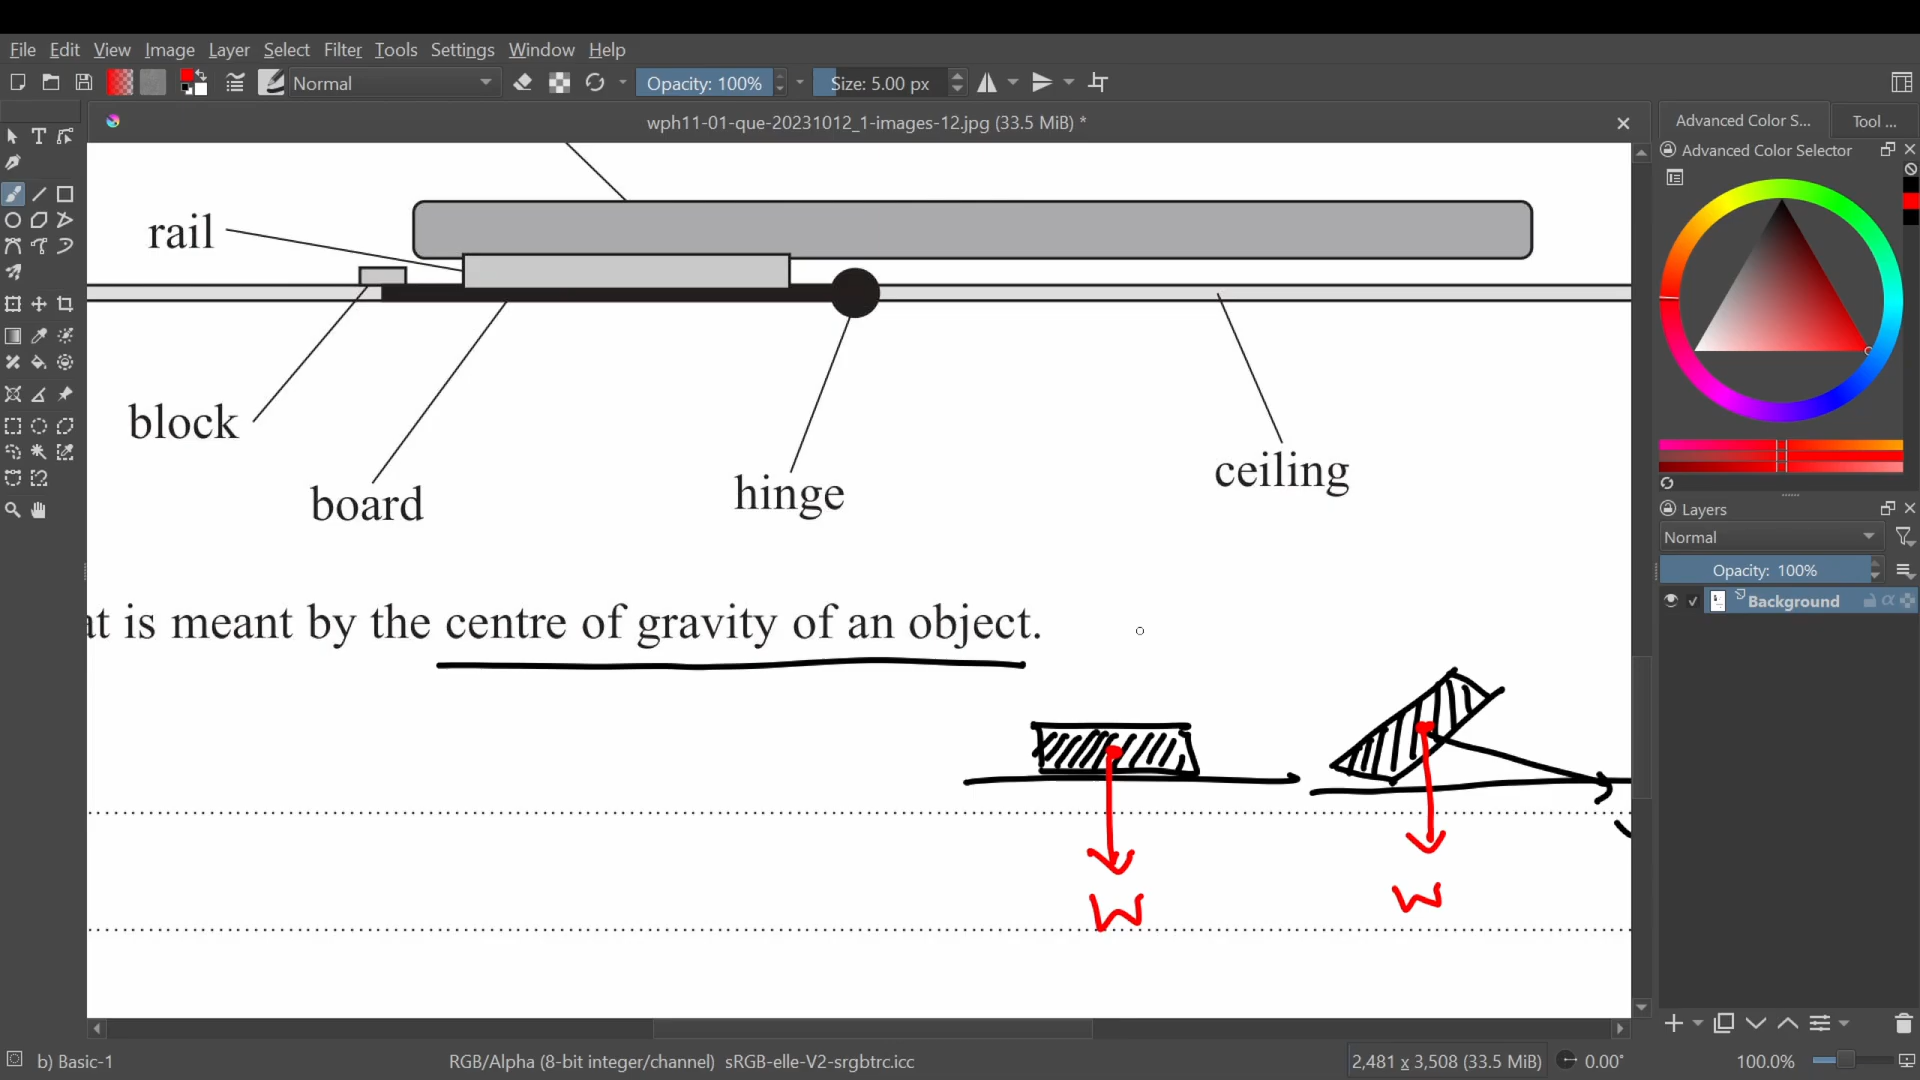 File Edit View Image Layer Select Filter Tools Settings Window Help
Normal Opacity: 100% Size: 5.00 px
wph11-01-que-20231012_1-images-12.jpg (33.5 MiB) *
Advanced Color S... Tool ...
Advanced Color Selector
rail
block
board
hinge
ceiling
at is meant by the centre of gravity of an object.
W
W
Layers
Normal
Opacity: 100%
Background
b) Basic-1
RGB/Alpha (8-bit integer/channel) sRGB-elle-V2-srgbtrc.icc
2,481 x 3,508 (33.5 MiB)
0.00°
100.0%